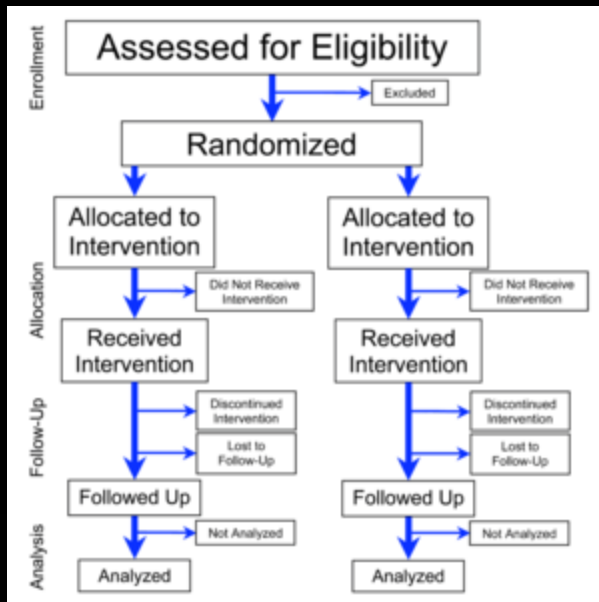 Enrollment
Assessed for Eligibility
Excluded
Randomized
Allocation
Allocated to
Intervention
Allocated to
Intervention
Did Not Receive
Intervention
Did Not Receive
Intervention
Received
Intervention
Received
Intervention
Follow-Up
Discontinued
Intervention
Discontinued
Intervention
Lost to
Follow-Up
Lost to
Follow-Up
Followed Up
Followed Up
Analysis
Not Analyzed
Not Analyzed
Analyzed
Analyzed